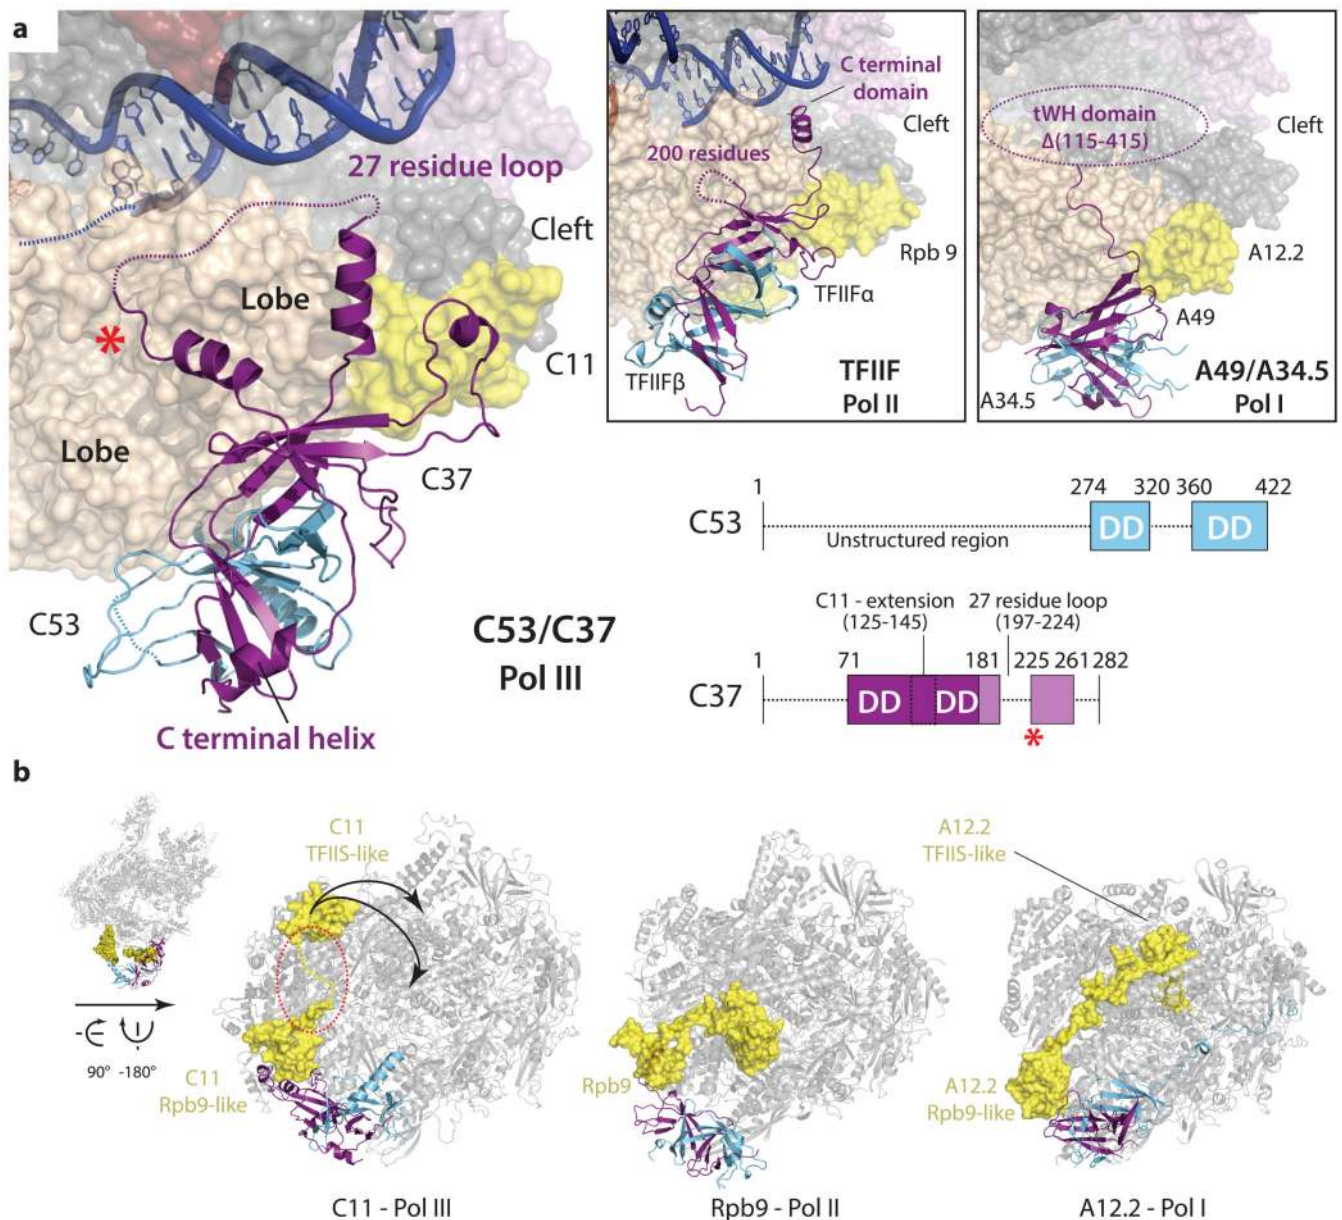 a
27 residue loop
Cleft
Lobe
C11
Lobe
C37
C53
C53/C37
Pol III
C terminal helix
C terminal
domain
Cleft
200 residues
Rpb 9
TFIIFα
TFIIFβ
TFIIF
Pol II
tWH domain
Δ(115-415)
Cleft
A12.2
A49
A34.5
A49/A34.5
Pol I
1 274 320 360 422
C53 DD DD
Unstructured region
C11 - extension 27 residue loop
(125-145) (197-224)
1 71 181 225 261 282
C37 DD DD
*
b
C11
TFIIS-like
A12.2
TFIIS-like
90° -180°
C11
Rpb9-like
Rpb9
A12.2
Rpb9-like
C11 - Pol III
Rpb9 - Pol II
A12.2 - Pol I